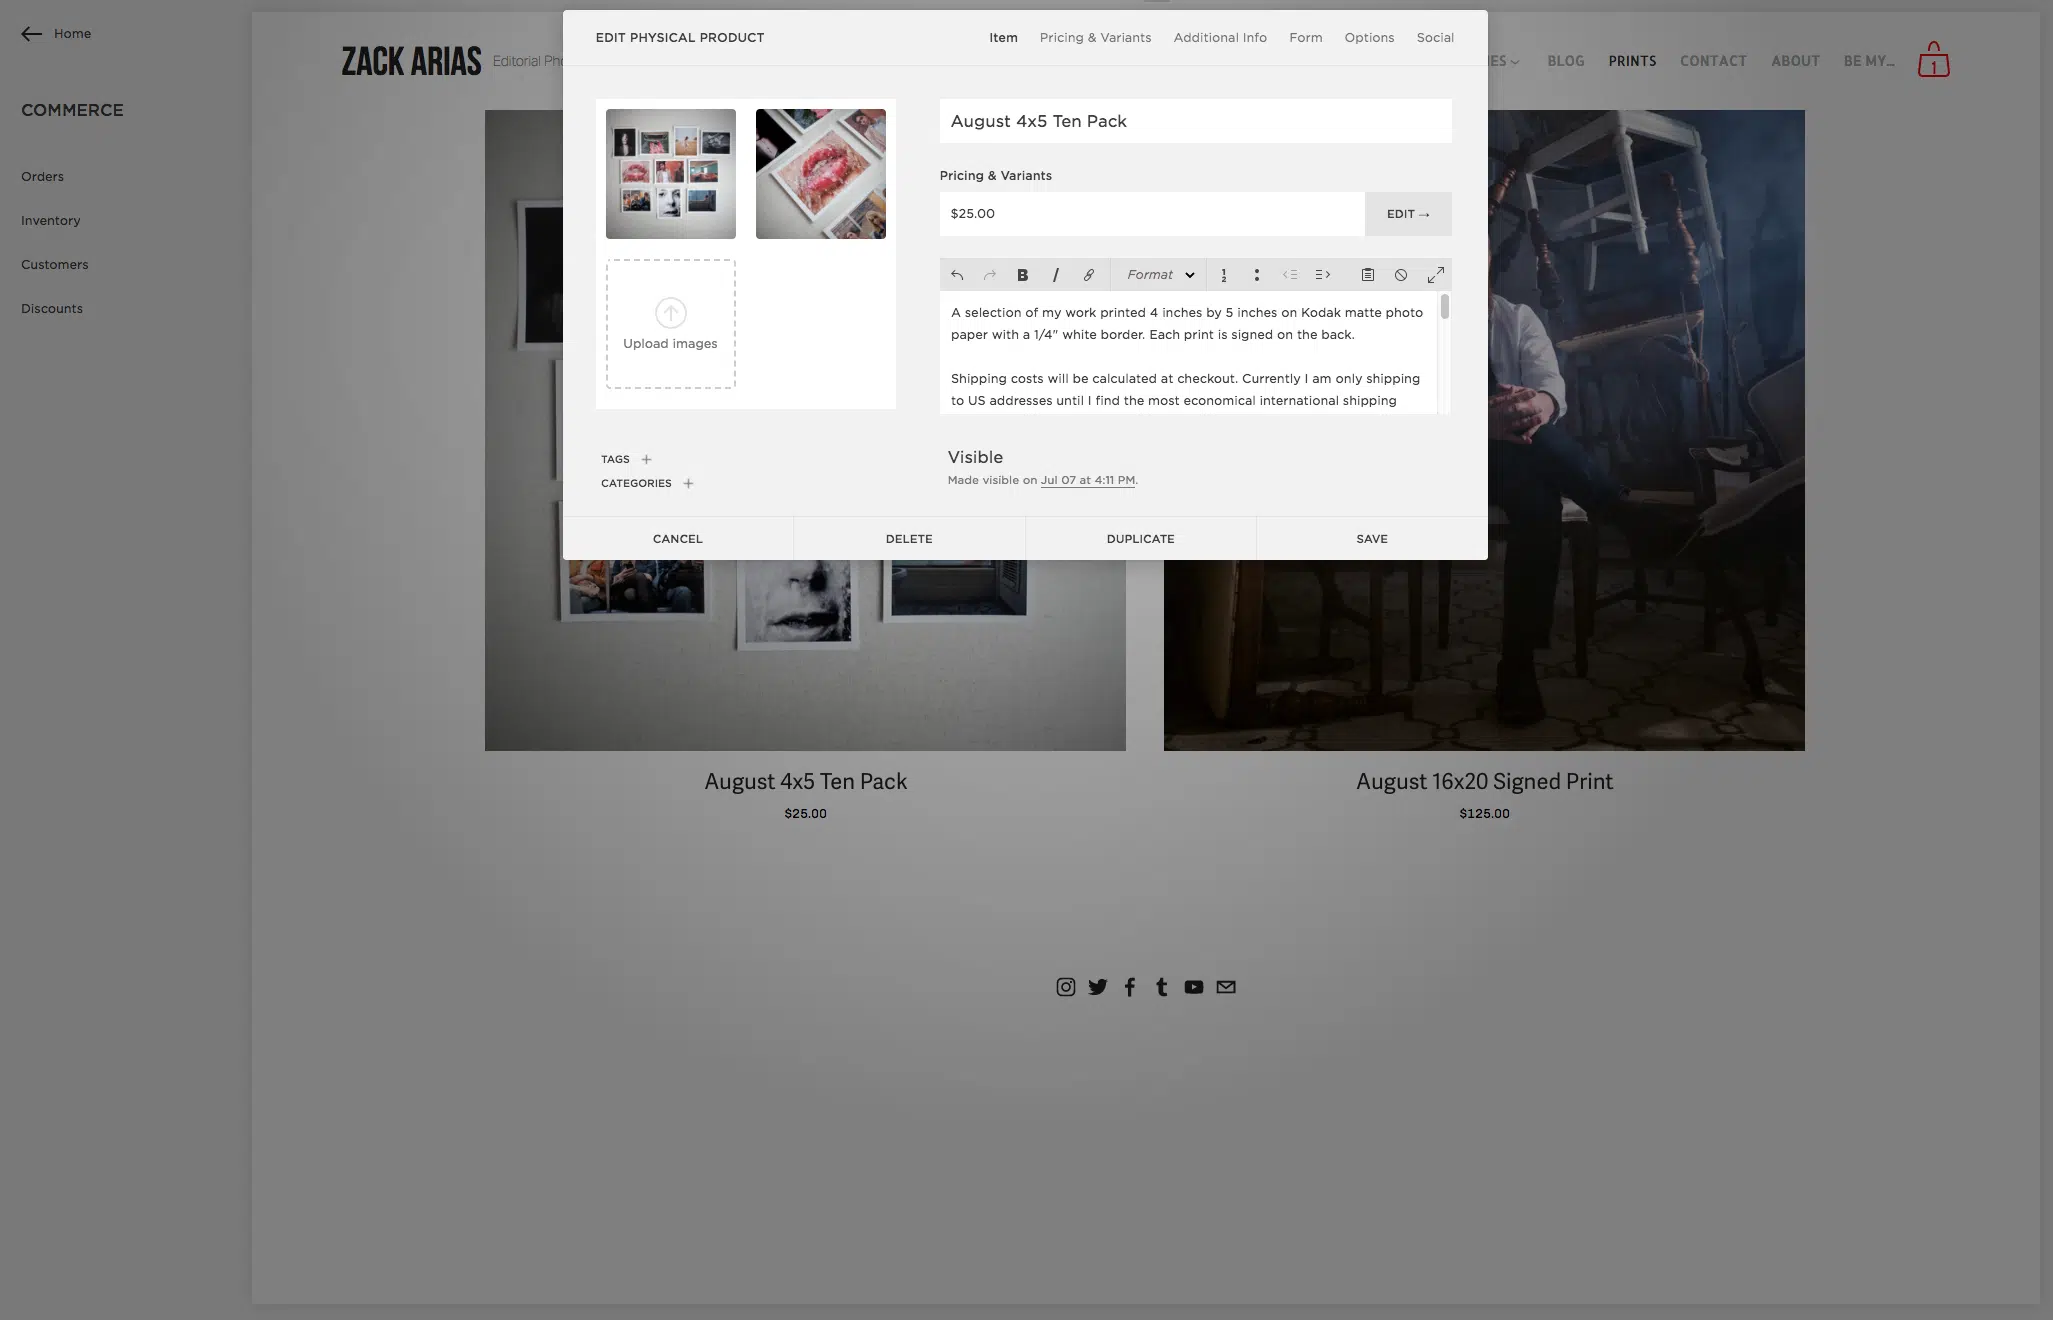 Home
COMMERCE
Orders
Inventory
Customers
Discounts
ZACK ARIAS
Editorial
BLOG
PRINTS
CONTACT
ABOUT
BE MY...
1
EDIT PHYSICAL PRODUCT
Item
Pricing & Variants
Additional Info
Form
Options
Social
Upload images
TAGS +
CATEGORIES +
August 4x5 Ten Pack
Pricing & Variants
$25.00
EDIT →
B I Format
A selection of my work printed 4 inches by 5 inches on Kodak matte photo
paper with a 1/4" white border. Each print is signed on the back.
Shipping costs will be calculated at checkout. Currently I am only shipping
to US addresses until I find the most economical international shipping
Visible
Made visible on Jul 07 at 4:11 PM.
CANCEL
DELETE
DUPLICATE
SAVE
August 4x5 Ten Pack
$25.00
August 16x20 Signed Print
$125.00